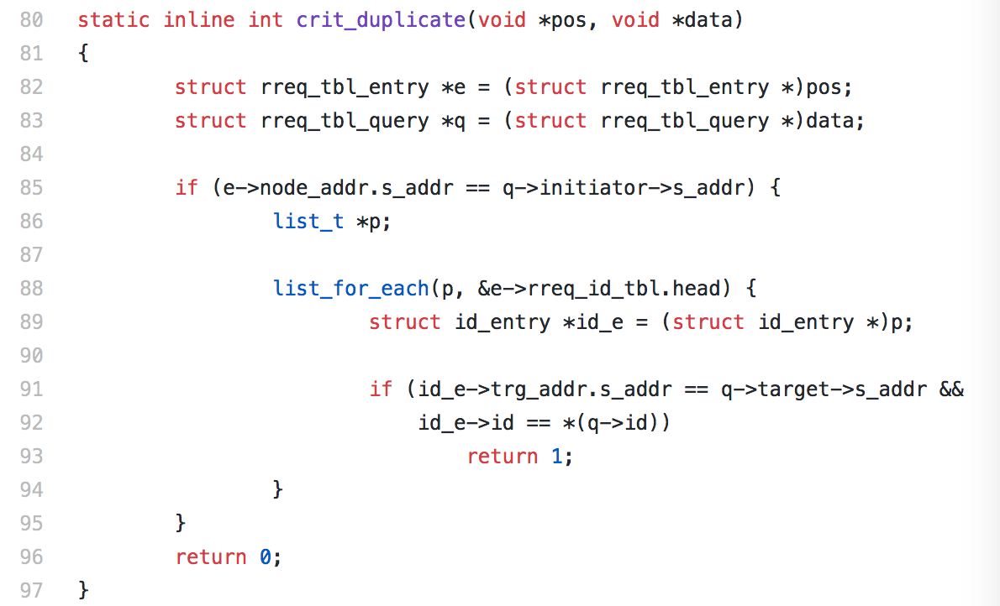 80 static inline int crit_duplicate(void *pos, void *data)
81 {
82         struct rreq_tbl_entry *e = (struct rreq_tbl_entry *)pos;
83         struct rreq_tbl_query *q = (struct rreq_tbl_query *)data;
84
85         if (e->node_addr.s_addr == q->initiator->s_addr) {
86                 list_t *p;
87
88                 list_for_each(p, &e->rreq_id_tbl.head) {
89                         struct id_entry *id_e = (struct id_entry *)p;
90
91                         if (id_e->trg_addr.s_addr == q->target->s_addr &&
92                             id_e->id == *(q->id))
93                                 return 1;
94                 }
95         }
96         return 0;
97 }